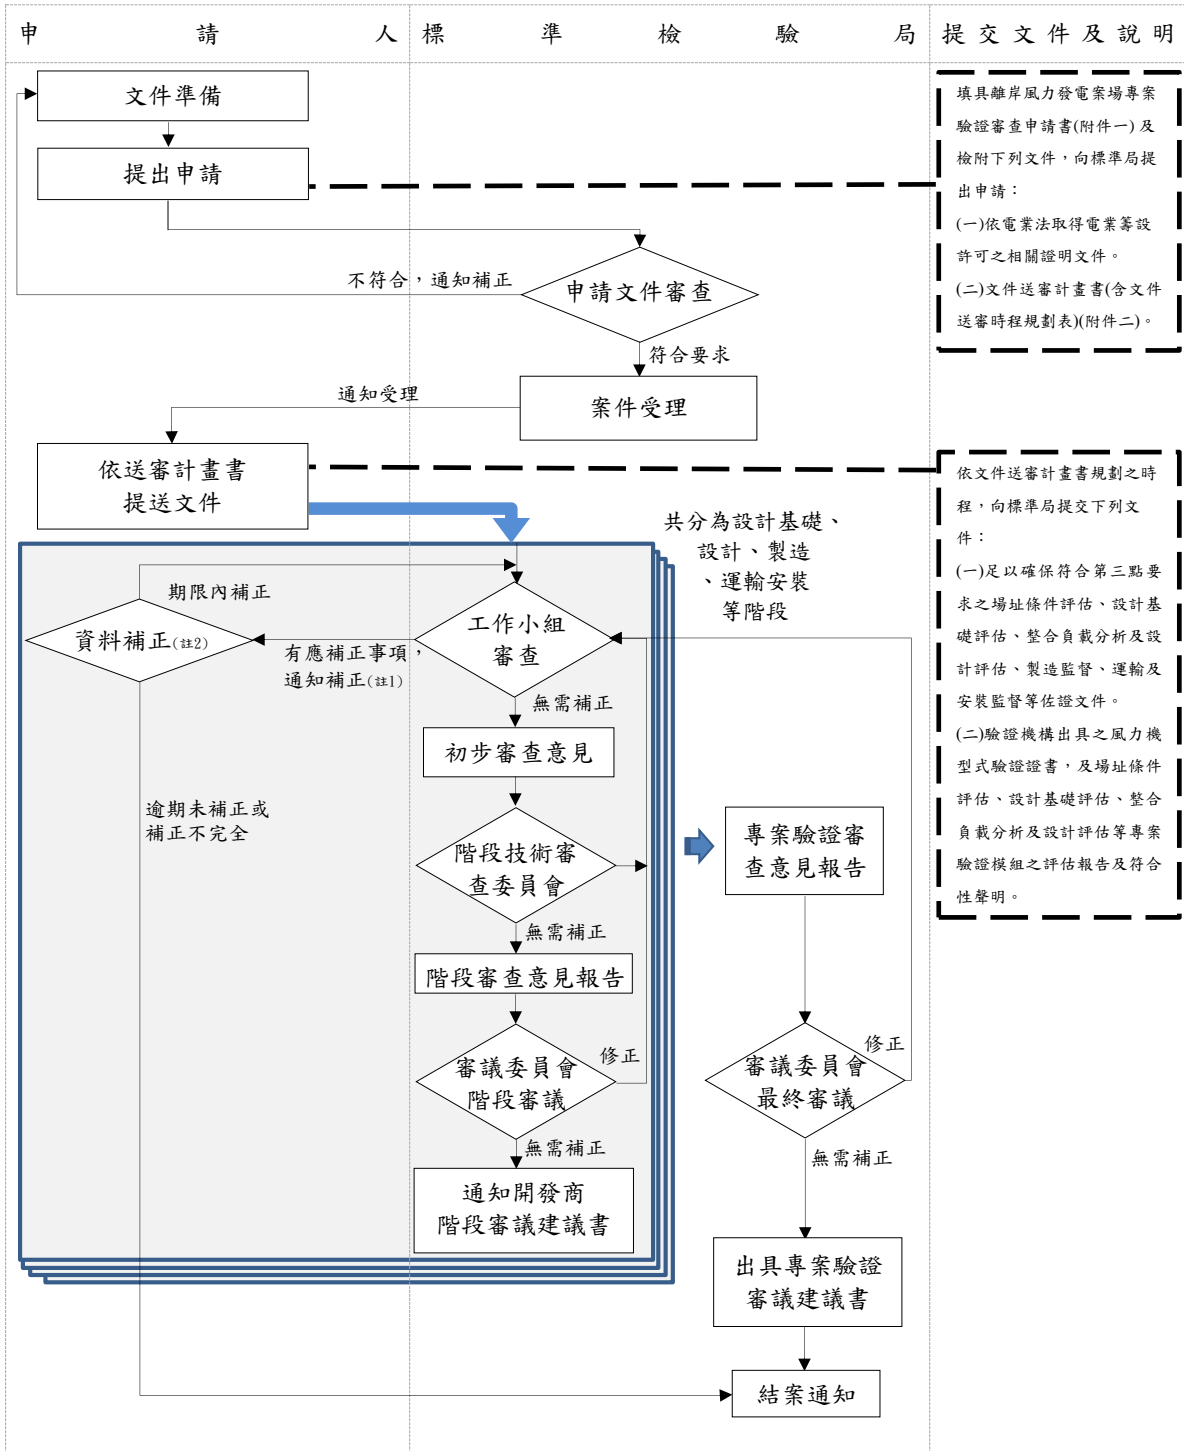 申請人
標準檢驗局
提交文件及說明
文件準備
提出申請
填具離岸風力發電案場專案
驗證審查申請書(附件一) 及
檢附下列文件，向標準局提
出申請：
(一)依電業法取得電業籌設
許可之相關證明文件。
(二)文件送審計畫書(含文件
送審時程規劃表)(附件二)。
不符合，通知補正
申請文件審查
符合要求
通知受理
案件受理
依送審計畫書
提送文件
依文件送審計畫書規劃之時
程，向標準局提交下列文
件：
(一)足以確保符合第三點要
求之場址條件評估、設計基
礎評估、整合負載分析及設
計評估、製造監督、運輸及
安裝監督等佐證文件。
(二)驗證機構出具之風力機
型式驗證證書，及場址條件
評估、設計基礎評估、整合
負載分析及設計評估等專案
驗證模組之評估報告及符合
性聲明。
共分為設計基礎、
設計、製造
、運輸安裝
等階段
期限內補正
資料補正(註2)
工作小組
審查
有應補正事項，
通知補正(註1)
無需補正
初步審查意見
逾期未補正或
補正不完全
階段技術審
查委員會
無需補正
階段審查意見報告
審議委員會
階段審議
修正
無需補正
通知開發商
階段審議建議書
專案驗證審
查意見報告
審議委員會
最終審議
修正
無需補正
出具專案驗證
審議建議書
結案通知